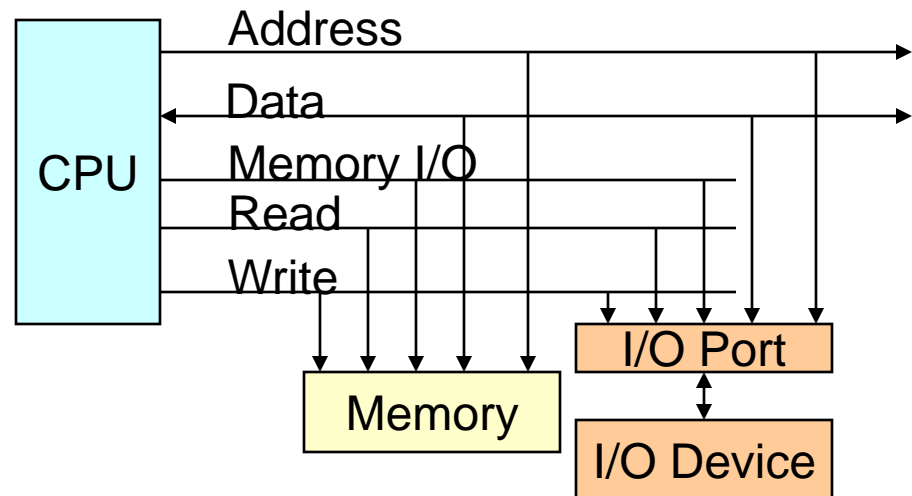 Address
Data
CPU
Memory I/O
Read
Write
I/O Port
Memory
I/O Device